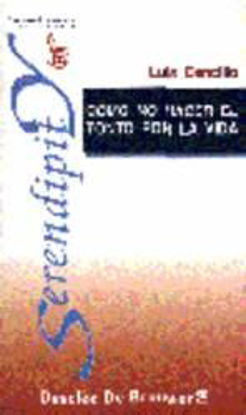 Luis Cencillo
COMO NO HACER EL
TONTO POR LA VIDA
Serendipity
Desclée De Brouwer